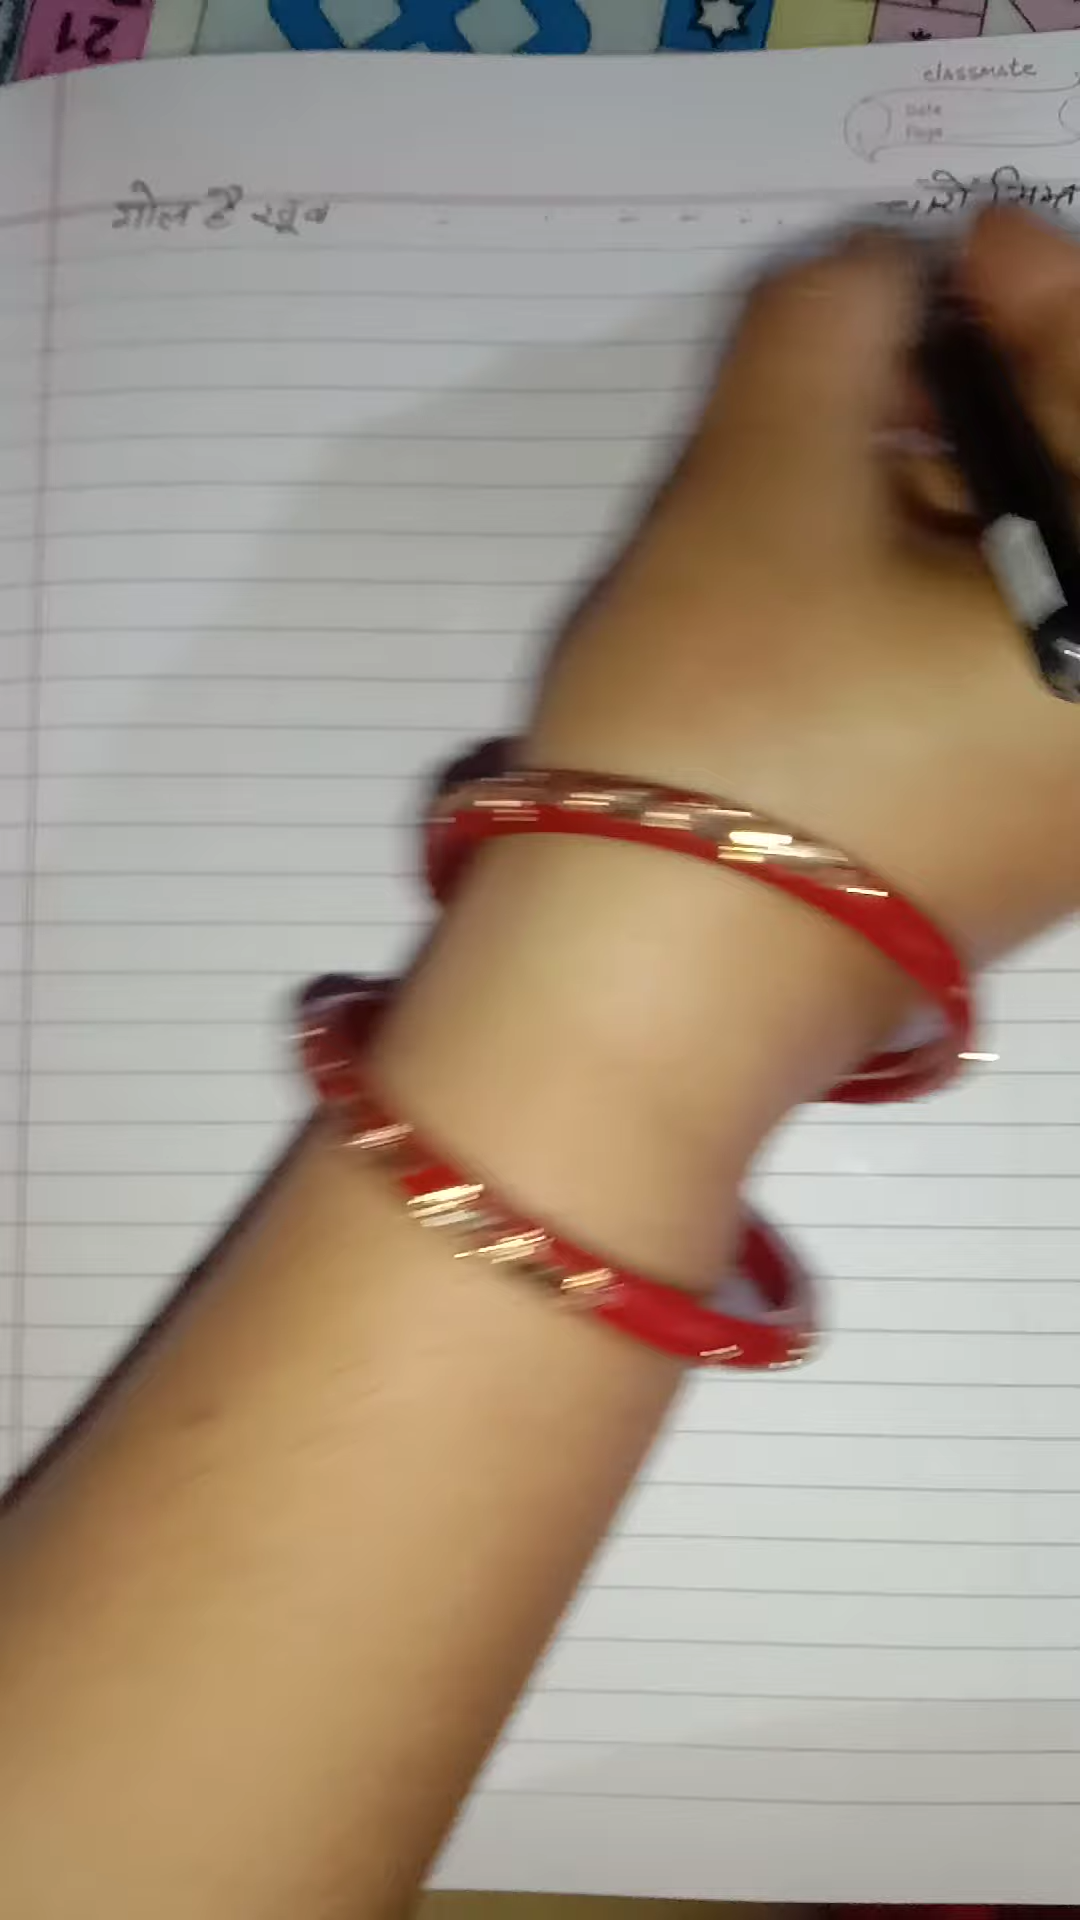 21
classmate
Date
Page
गोल है खूब - - - - - चारों